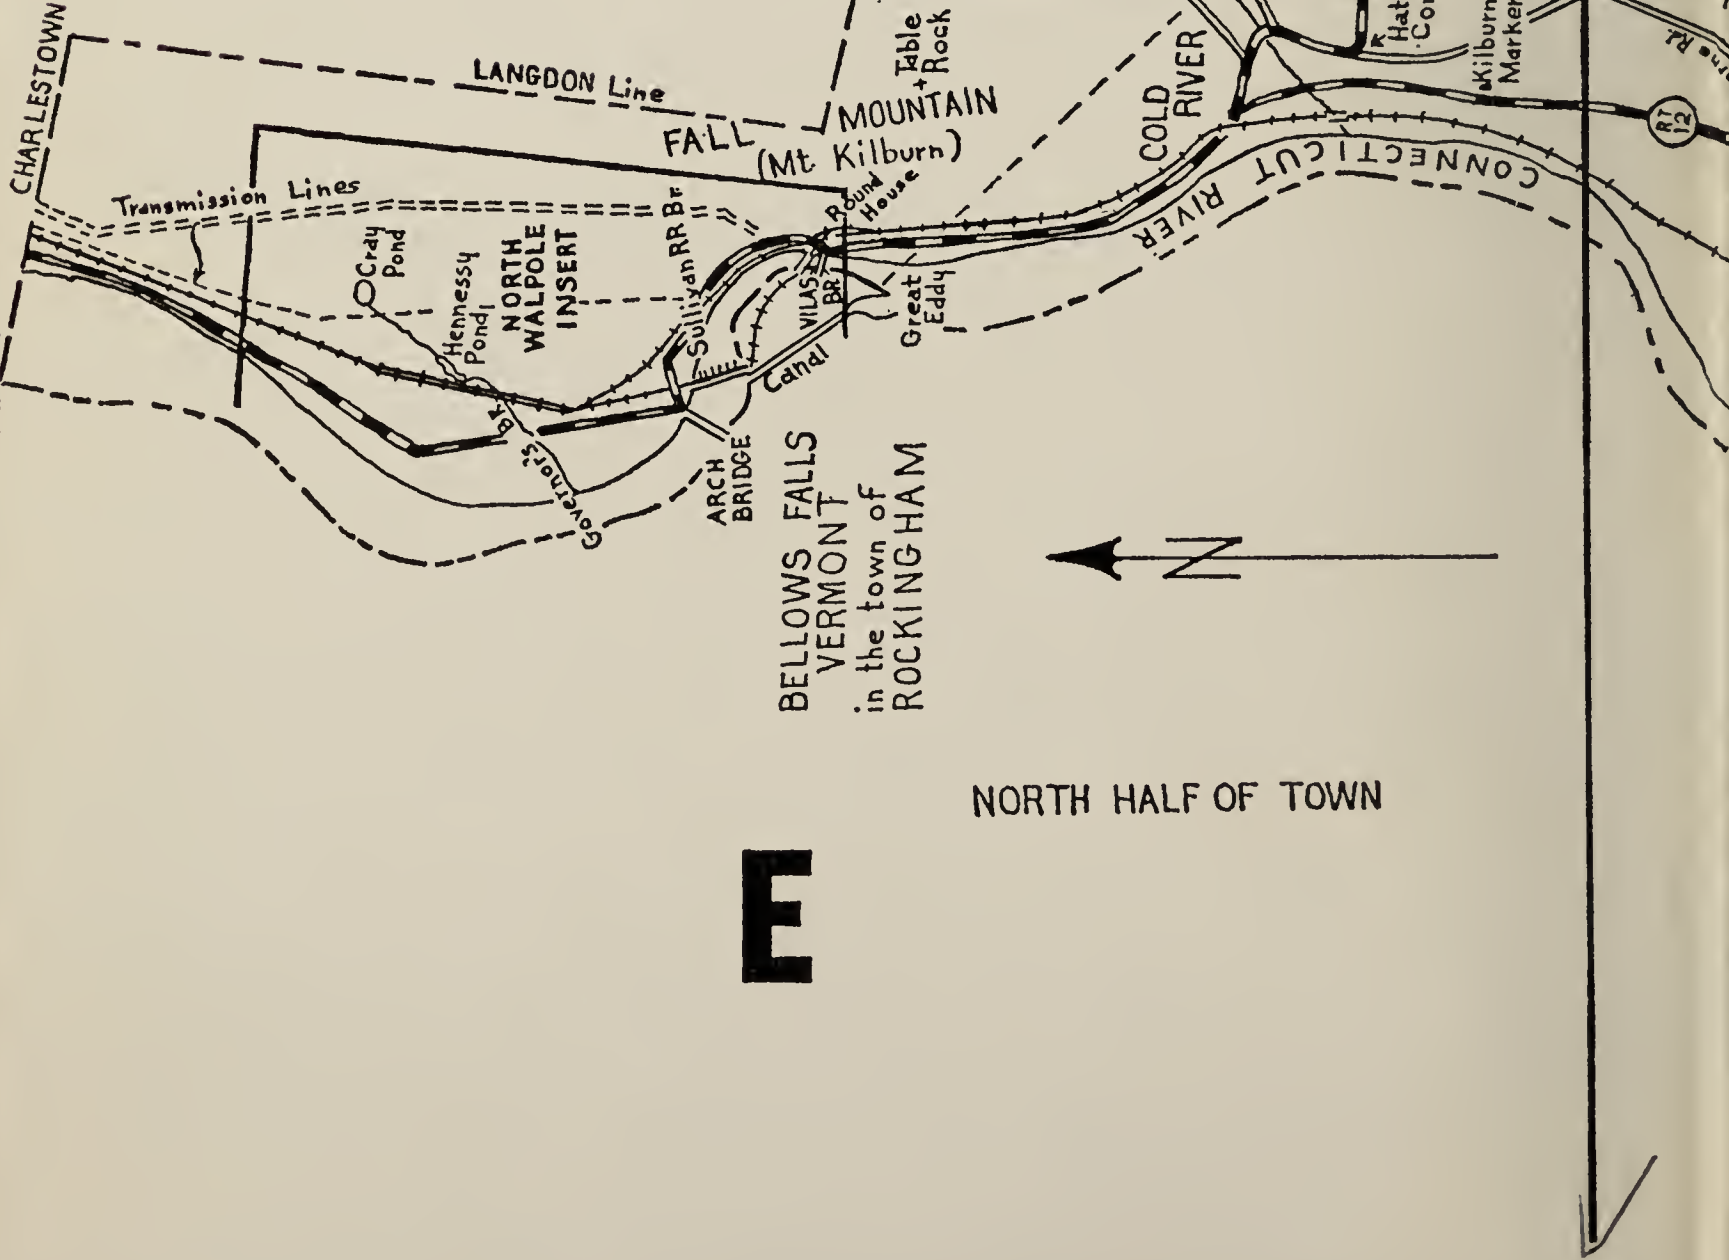 CHARLESTOWN
LANGDON Line
+ Table
Rock
FALL MOUNTAIN
(Mt. Kilburn)
COLD
RIVER
Kilburn
Marker
RT
12
Transmission Lines
Cray
Pond
Hennessy
Pond
NORTH
WALPOLE
INSERT
Sullivan RR Br
Round
House
VILAS
BR
Great
Eddy
Canal
CONNECTICUT RIVER
Governor's BR
ARCH
BRIDGE
BELLOWS FALLS
VERMONT
in the town of
ROCKINGHAM
N
NORTH HALF OF TOWN
E